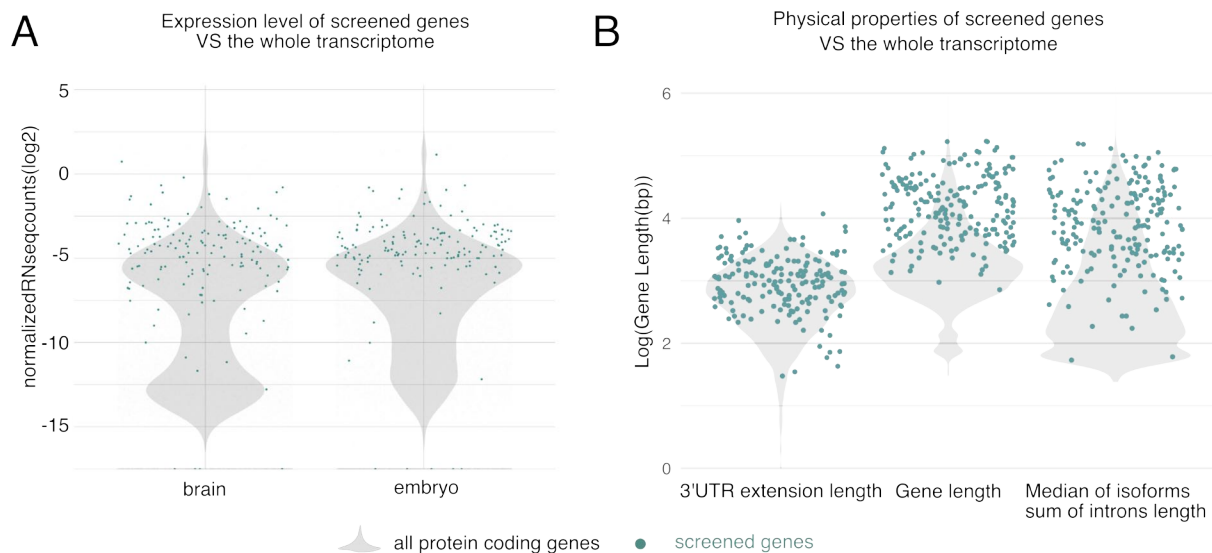 A
Expression level of screened genes
VS the whole transcriptome
normalizedRNseqcounts(log2)
5
0
-5
-10
-15
brain
embryo
B
Physical properties of screened genes
VS the whole transcriptome
Log(Gene Length(bp))
6
4
2
0
3'UTR extension length
Gene length
Median of isoforms
sum of introns length
all protein coding genes
screened genes